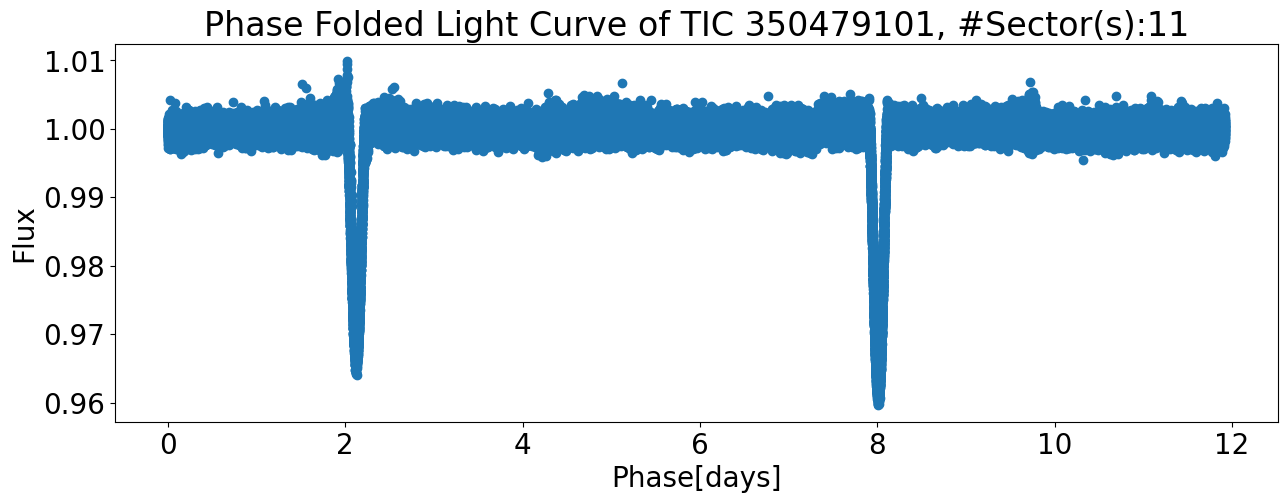 Phase Folded Light Curve of TIC 350479101, #Sector(s):11
1.01
1.00
0.99
0.98
0.97
0.96
Flux
0 2 4 6 8 10 12
Phase[days]